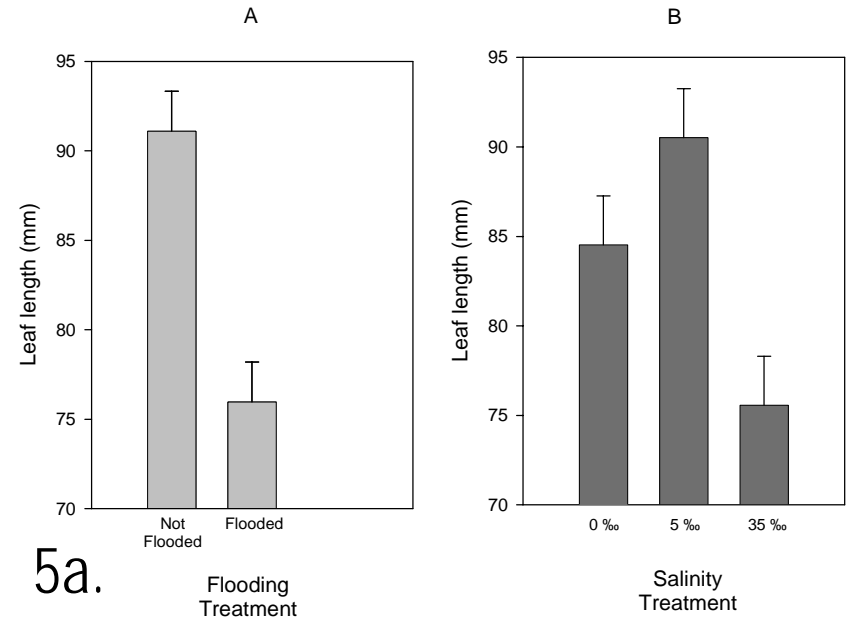 A
Leaf length (mm)
95
90
85
80
75
70
Not
Flooded
Flooded
Flooding
Treatment
B
Leaf length (mm)
95
90
85
80
75
70
0 ‰
5 ‰
35 ‰
Salinity
Treatment
5a.